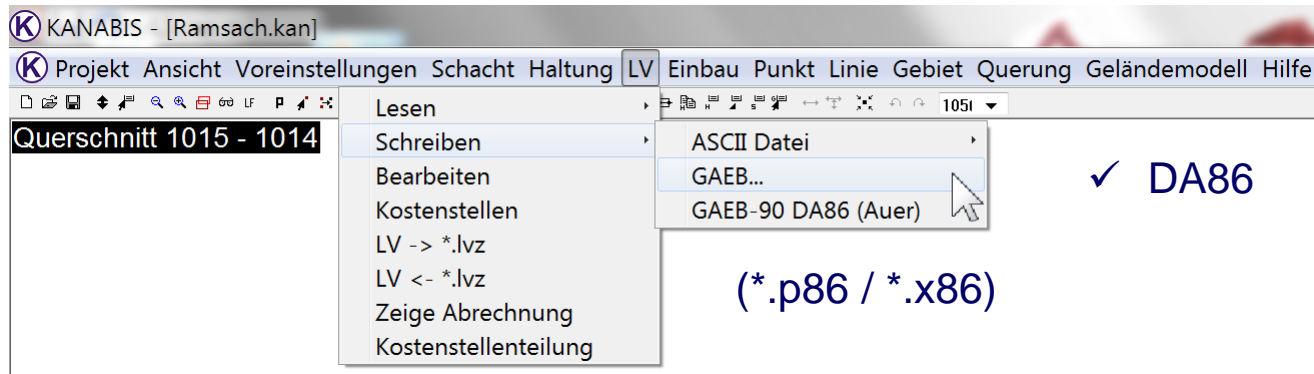 K KANABIS - [Ramsach.kan]
K Projekt Ansicht Voreinstellungen Schacht Haltung LV Einbau Punkt Linie Gebiet Querung Geländemodell Hilfe
LF P
Querschnitt 1015 - 1014
Lesen
Schreiben
Bearbeiten
Kostenstellen
LV -> *.lvz
LV <- *.lvz
Zeige Abrechnung
Kostenstellenteilung
ASCII Datei
GAEB...
GAEB-90 DA86 (Auer)
✓ DA86
(*.p86 / *.x86)